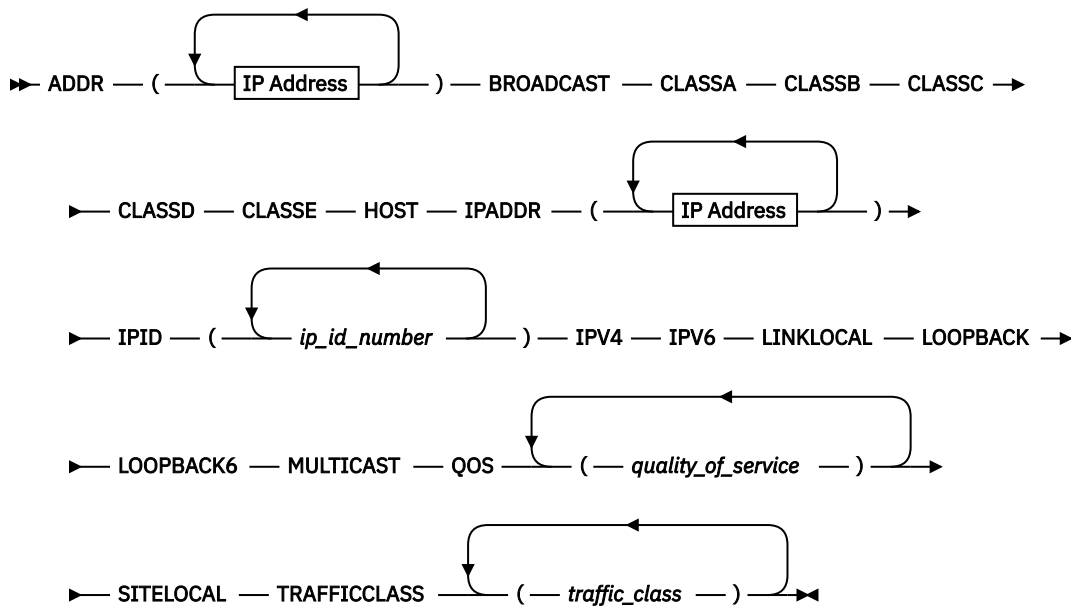 ADDR ( IP Address ) BROADCAST CLASSA CLASSB CLASSC
CLASSD CLASSE HOST IPADDR ( IP Address )
IPID ( ip_id_number ) IPV4 IPV6 LINKLOCAL LOOPBACK
LOOPBACK6 MULTICAST QOS ( quality_of_service )
SITELOCAL TRAFFICCLASS ( traffic_class )